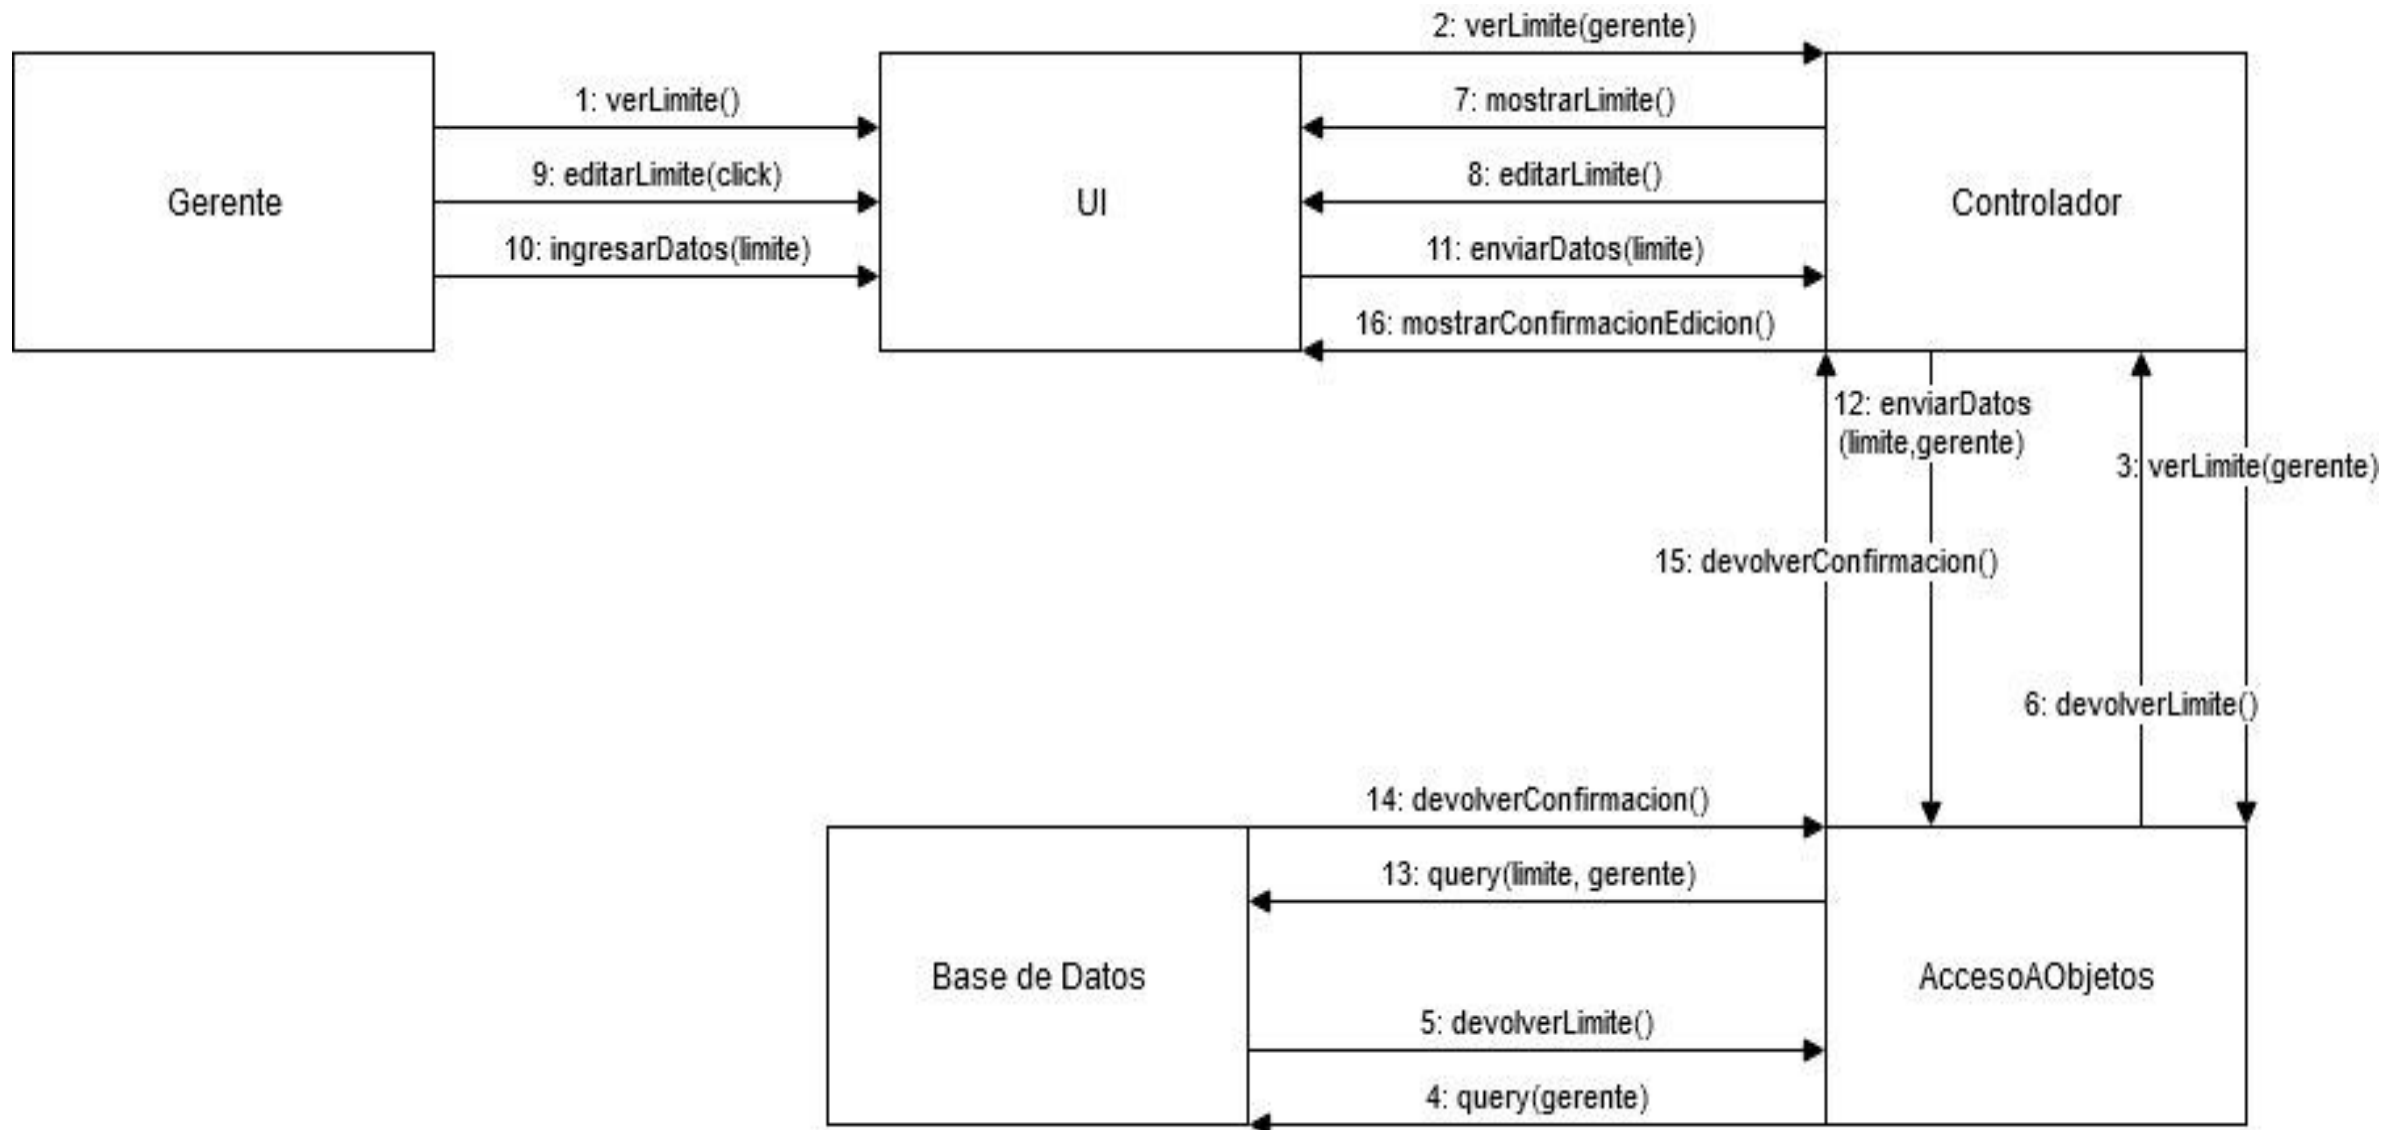 2: verLimite(gerente)
1: verLimite()
7: mostrarLimite()
9: editarLimite(click)
8: editarLimite()
Gerente
UI
Controlador
10: ingresarDatos(limite)
11: enviarDatos(limite)
16: mostrarConfirmacionEdicion()
12: enviarDatos
(limite,gerente)
3: verLimite(gerente)
15: devolverConfirmacion()
6: devolverLimite()
14: devolverConfirmacion()
13: query(limite, gerente)
Base de Datos
AccesoAObjetos
5: devolverLimite()
4: query(gerente)